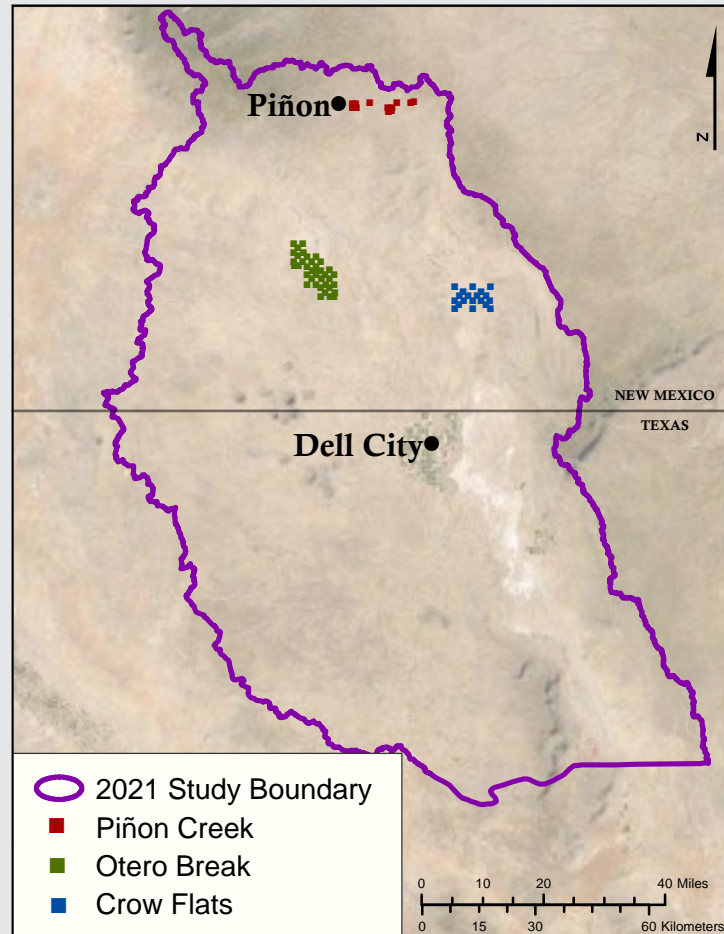 Piñon
N
NEW MEXICO
TEXAS
Dell City
2021 Study Boundary
Piñon Creek
Otero Break
Crow Flats
0 10 20 40 Miles
0 15 30 60 Kilometers